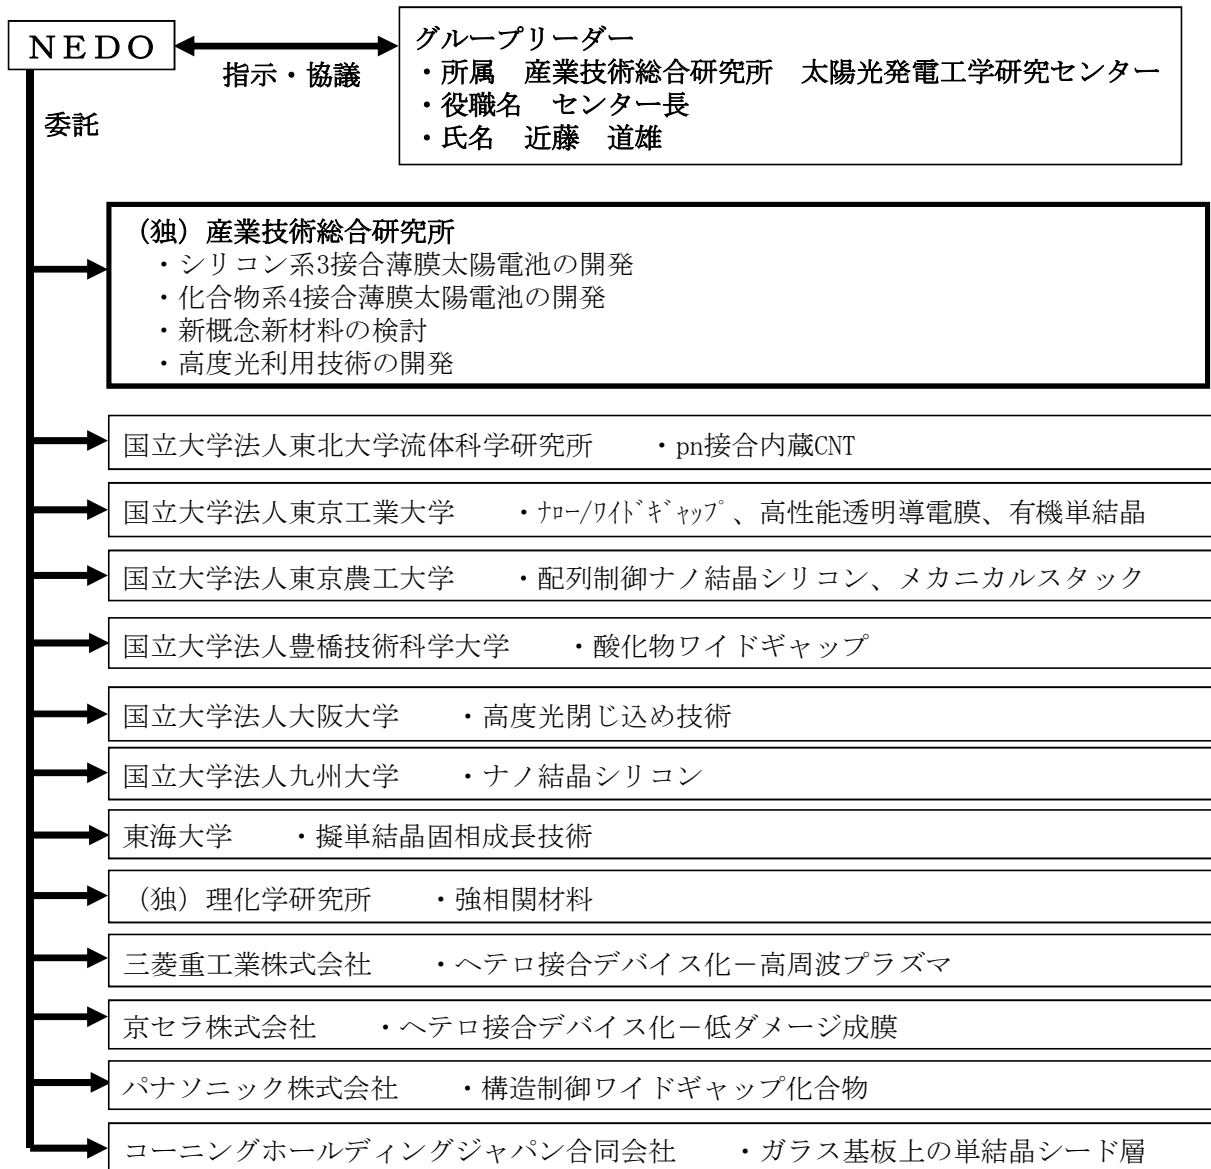 NEDO
指示・協議
委託
グループリーダー
・所属　産業技術総合研究所　太陽光発電工学研究センター
・役職名　センター長
・氏名　近藤　道雄
（独）産業技術総合研究所
・シリコン系3接合薄膜太陽電池の開発
・化合物系4接合薄膜太陽電池の開発
・新概念新材料の検討
・高度光利用技術の開発
国立大学法人東北大学流体科学研究所　　・pn接合内蔵CNT
国立大学法人東京工業大学　　・ﾅﾛｰ/ﾜｲﾄﾞｷﾞｬｯﾌﾟ、高性能透明導電膜、有機単結晶
国立大学法人東京農工大学　　・配列制御ナノ結晶シリコン、メカニカルスタック
国立大学法人豊橋技術科学大学　　・酸化物ワイドギャップ
国立大学法人大阪大学　　・高度光閉じ込め技術
国立大学法人九州大学　　・ナノ結晶シリコン
東海大学　　・擬単結晶固相成長技術
（独）理化学研究所　　・強相関材料
三菱重工業株式会社　　・ヘテロ接合デバイス化－高周波プラズマ
京セラ株式会社　　・ヘテロ接合デバイス化－低ダメージ成膜
パナソニック株式会社　　・構造制御ワイドギャップ化合物
コーニングホールディングジャパン合同会社　　・ガラス基板上の単結晶シード層